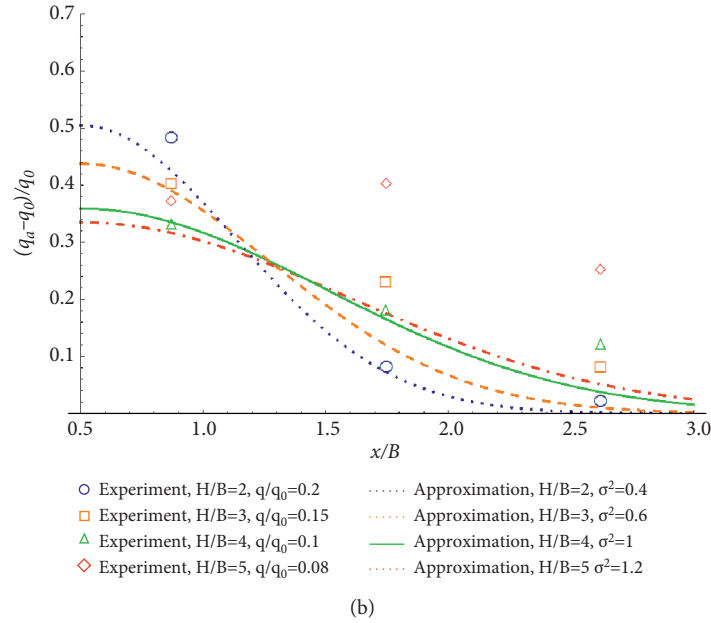 0.7
0.6
0.5
0.4
0.3
0.2
0.1
(qₐ–q₀)/q₀
0.5 1.0 1.5 2.0 2.5 3.0
x/B
Experiment, H/B=2, q/q₀=0.2
Experiment, H/B=3, q/q₀=0.15
Experiment, H/B=4, q/q₀=0.1
Experiment, H/B=5, q/q₀=0.08
Approximation, H/B=2, σ²=0.4
Approximation, H/B=3, σ²=0.6
Approximation, H/B=4, σ²=1
Approximation, H/B=5 σ²=1.2
(b)